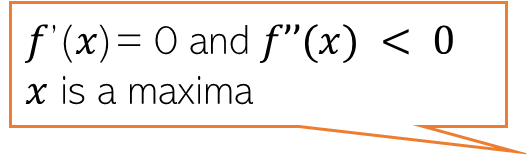 f'(x)= 0 and f”(x) < 0
x is a maxima